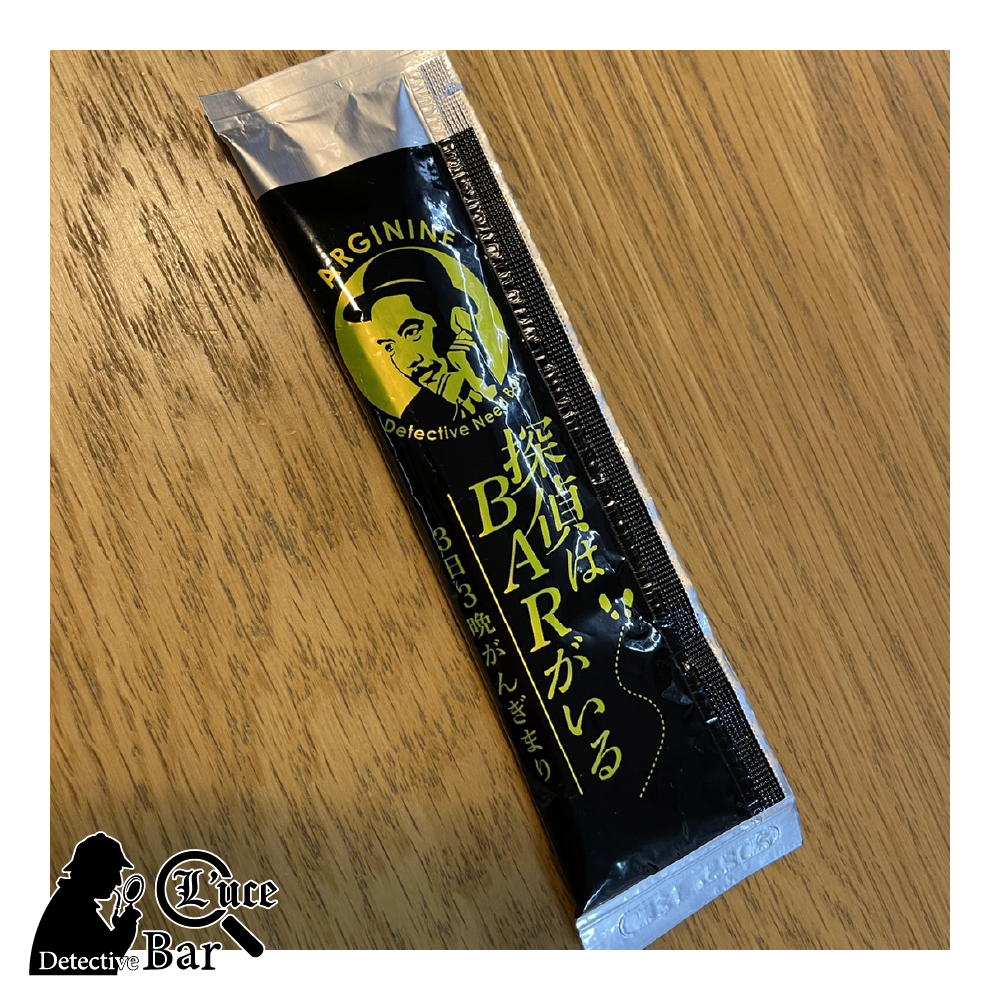 ARGININE
Detective Need B
探偵は
BARがいる
3日3晩がんぎまり
L'uce
Detective Bar